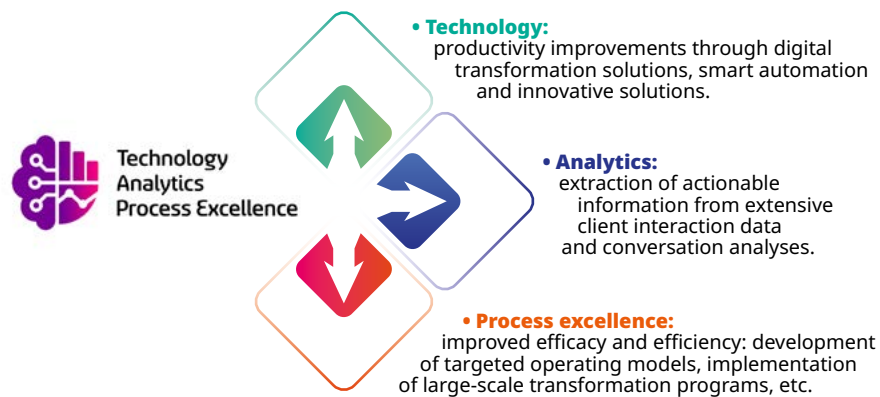 Technology
Analytics
Process Excellence
• Technology:
productivity improvements through digital
transformation solutions, smart automation
and innovative solutions.
• Analytics:
extraction of actionable
information from extensive
client interaction data
and conversation analyses.
• Process excellence:
improved efficacy and efficiency: development
of targeted operating models, implementation
of large-scale transformation programs, etc.